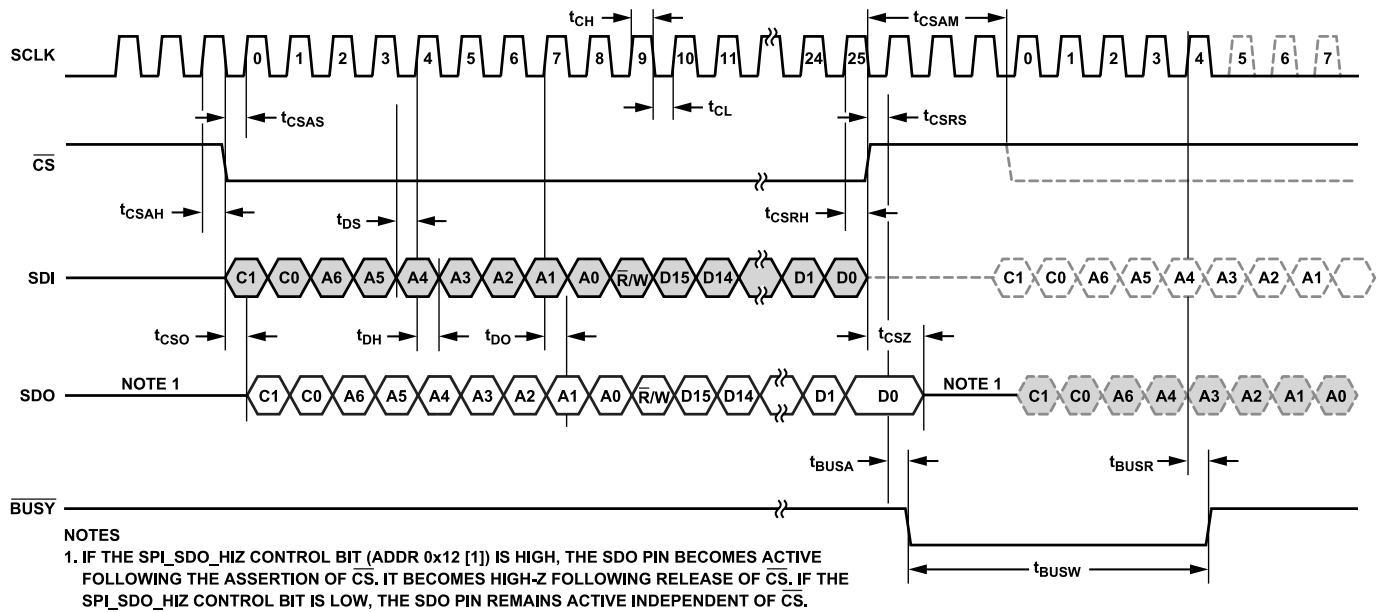 tCH
tCSAM
SCLK
0 1 2 3 4 5 6 7 8 9 10 11 24 25 0 1 2 3 4 5 6 7
tCSAS
tCL
tCSRS
CS
tCSAH
tDS
tCSRH
SDI
C1 C0 A6 A5 A4 A3 A2 A1 A0 R/W D15 D14 D1 D0 C1 C0 A6 A5 A4 A3 A2 A1
tCSO
tDH
tDO
tCSZ
SDO
NOTE 1
C1 C0 A6 A5 A4 A3 A2 A1 A0 R/W D15 D14 D1 D0
NOTE 1
C1 C0 A6 A4 A3 A2 A1 A0
tBUSA
tBUSR
BUSY
tBUSW
NOTES
1. IF THE SPI_SDO_HIZ CONTROL BIT (ADDR 0x12 [1]) IS HIGH, THE SDO PIN BECOMES ACTIVE
FOLLOWING THE ASSERTION OF CS. IT BECOMES HIGH-Z FOLLOWING RELEASE OF CS. IF THE
SPI_SDO_HIZ CONTROL BIT IS LOW, THE SDO PIN REMAINS ACTIVE INDEPENDENT OF CS.